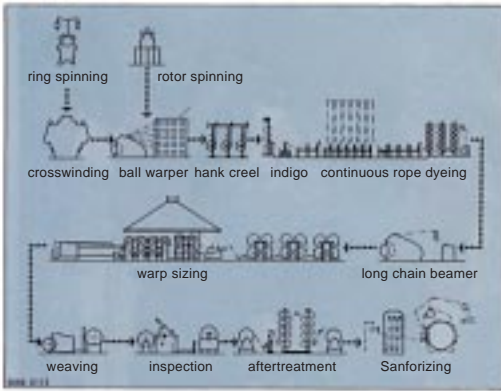 ring spinning rotor spinning
crosswinding ball warper hank creel indigo continuous rope dyeing
warp sizing long chain beamer
weaving inspection aftertreatment Sanforizing